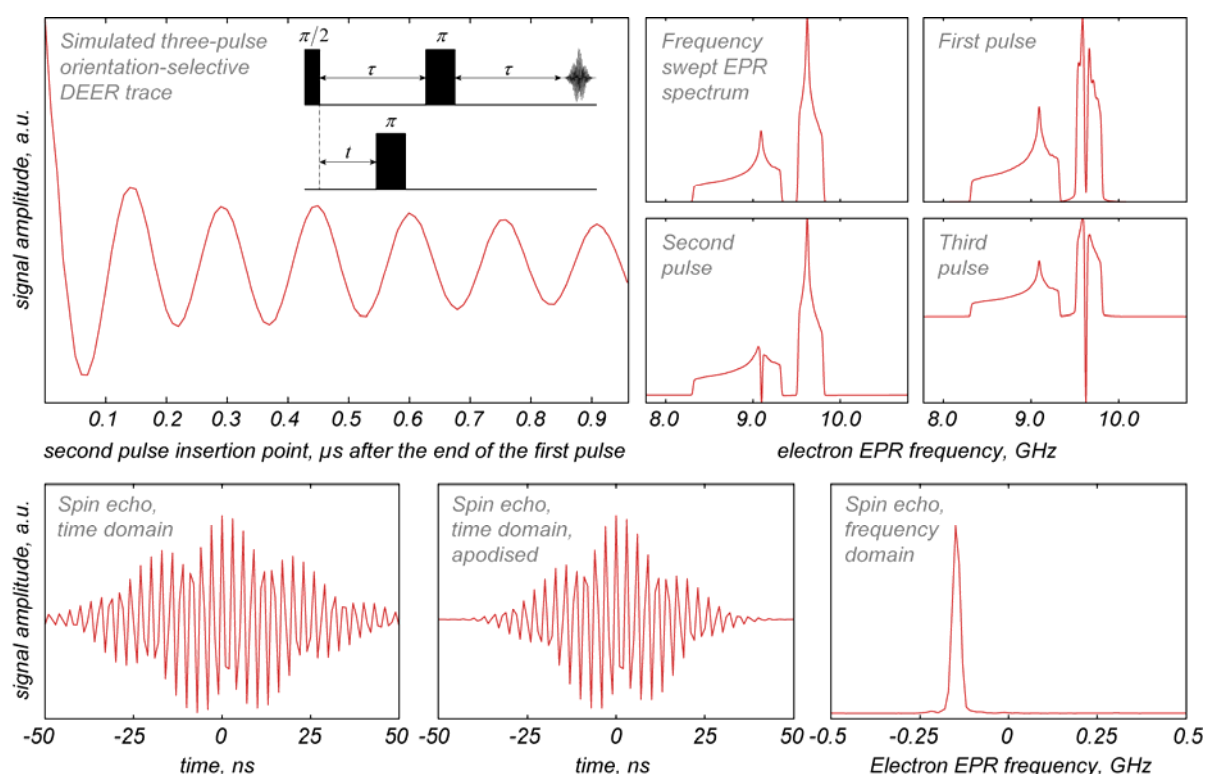 Simulated three-pulse
orientation-selective
DEER trace
π/2
π
τ
τ
π
t
signal amplitude, a.u.
0.1 0.2 0.3 0.4 0.5 0.6 0.7 0.8 0.9
second pulse insertion point, µs after the end of the first pulse
Frequency
swept EPR
spectrum
First pulse
Second
pulse
Third
pulse
8.0 9.0 10.0
8.0 9.0 10.0
electron EPR frequency, GHz
Spin echo,
time domain
signal amplitude, a.u.
-50 -25 0 25 50
time, ns
Spin echo,
time domain,
apodised
-50 -25 0 25 50
time, ns
Spin echo,
frequency
domain
-0.5 -0.25 0 0.25 0.5
Electron EPR frequency, GHz